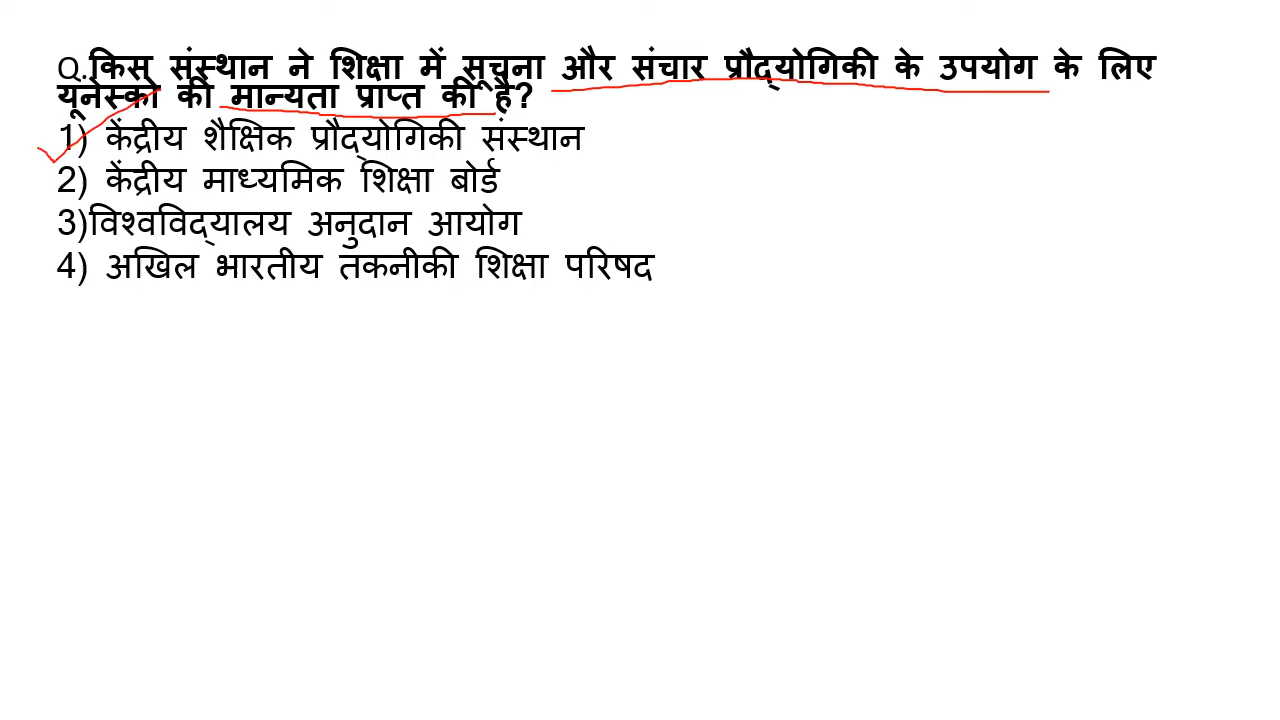 Q.किस संस्थान ने शिक्षा में सूचना और संचार प्रौद्योगिकी के उपयोग के लिए
यूनेस्को की मान्यता प्राप्त की है?
1) केंद्रीय शैक्षिक प्रौद्योगिकी संस्थान
2) केंद्रीय माध्यमिक शिक्षा बोर्ड
3)विश्वविद्यालय अनुदान आयोग
4) अखिल भारतीय तकनीकी शिक्षा परिषद